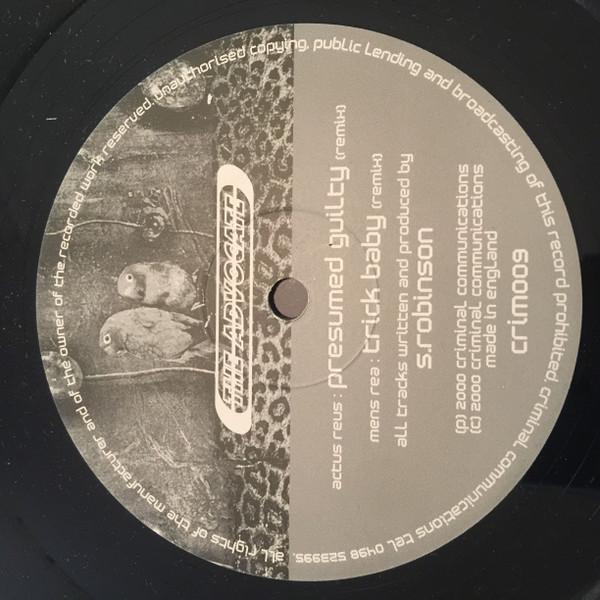 THE ADVOCATE
actus reus : presumed guilty (remix)
mens rea : trick baby (remix)
all tracks written and produced by
s.robinson
(p) 2000 criminal communications
(c) 2000 criminal communications
made in england
crim009
all rights of the manufacturer and of the owner of the recorded work reserved. unauthorised copying, public lending and broadcasting of this record prohibited. criminal communications tel. 0498 523995.